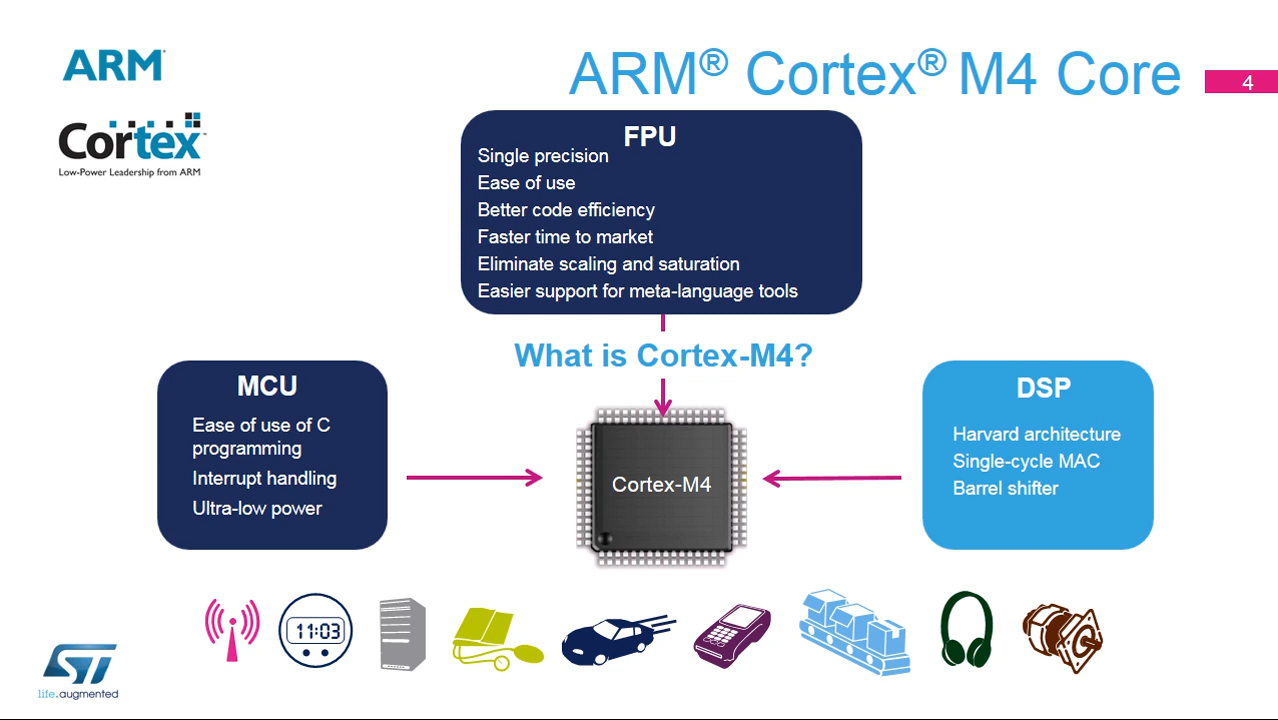 ARM
ARM® Cortex® M4 Core
4
Cortex™
Low-Power Leadership from ARM
FPU
Single precision
Ease of use
Better code efficiency
Faster time to market
Eliminate scaling and saturation
Easier support for meta-language tools
What is Cortex-M4?
MCU
Ease of use of C
programming
Interrupt handling
Ultra-low power
Cortex-M4
DSP
Harvard architecture
Single-cycle MAC
Barrel shifter
11:03
ST
life.augmented